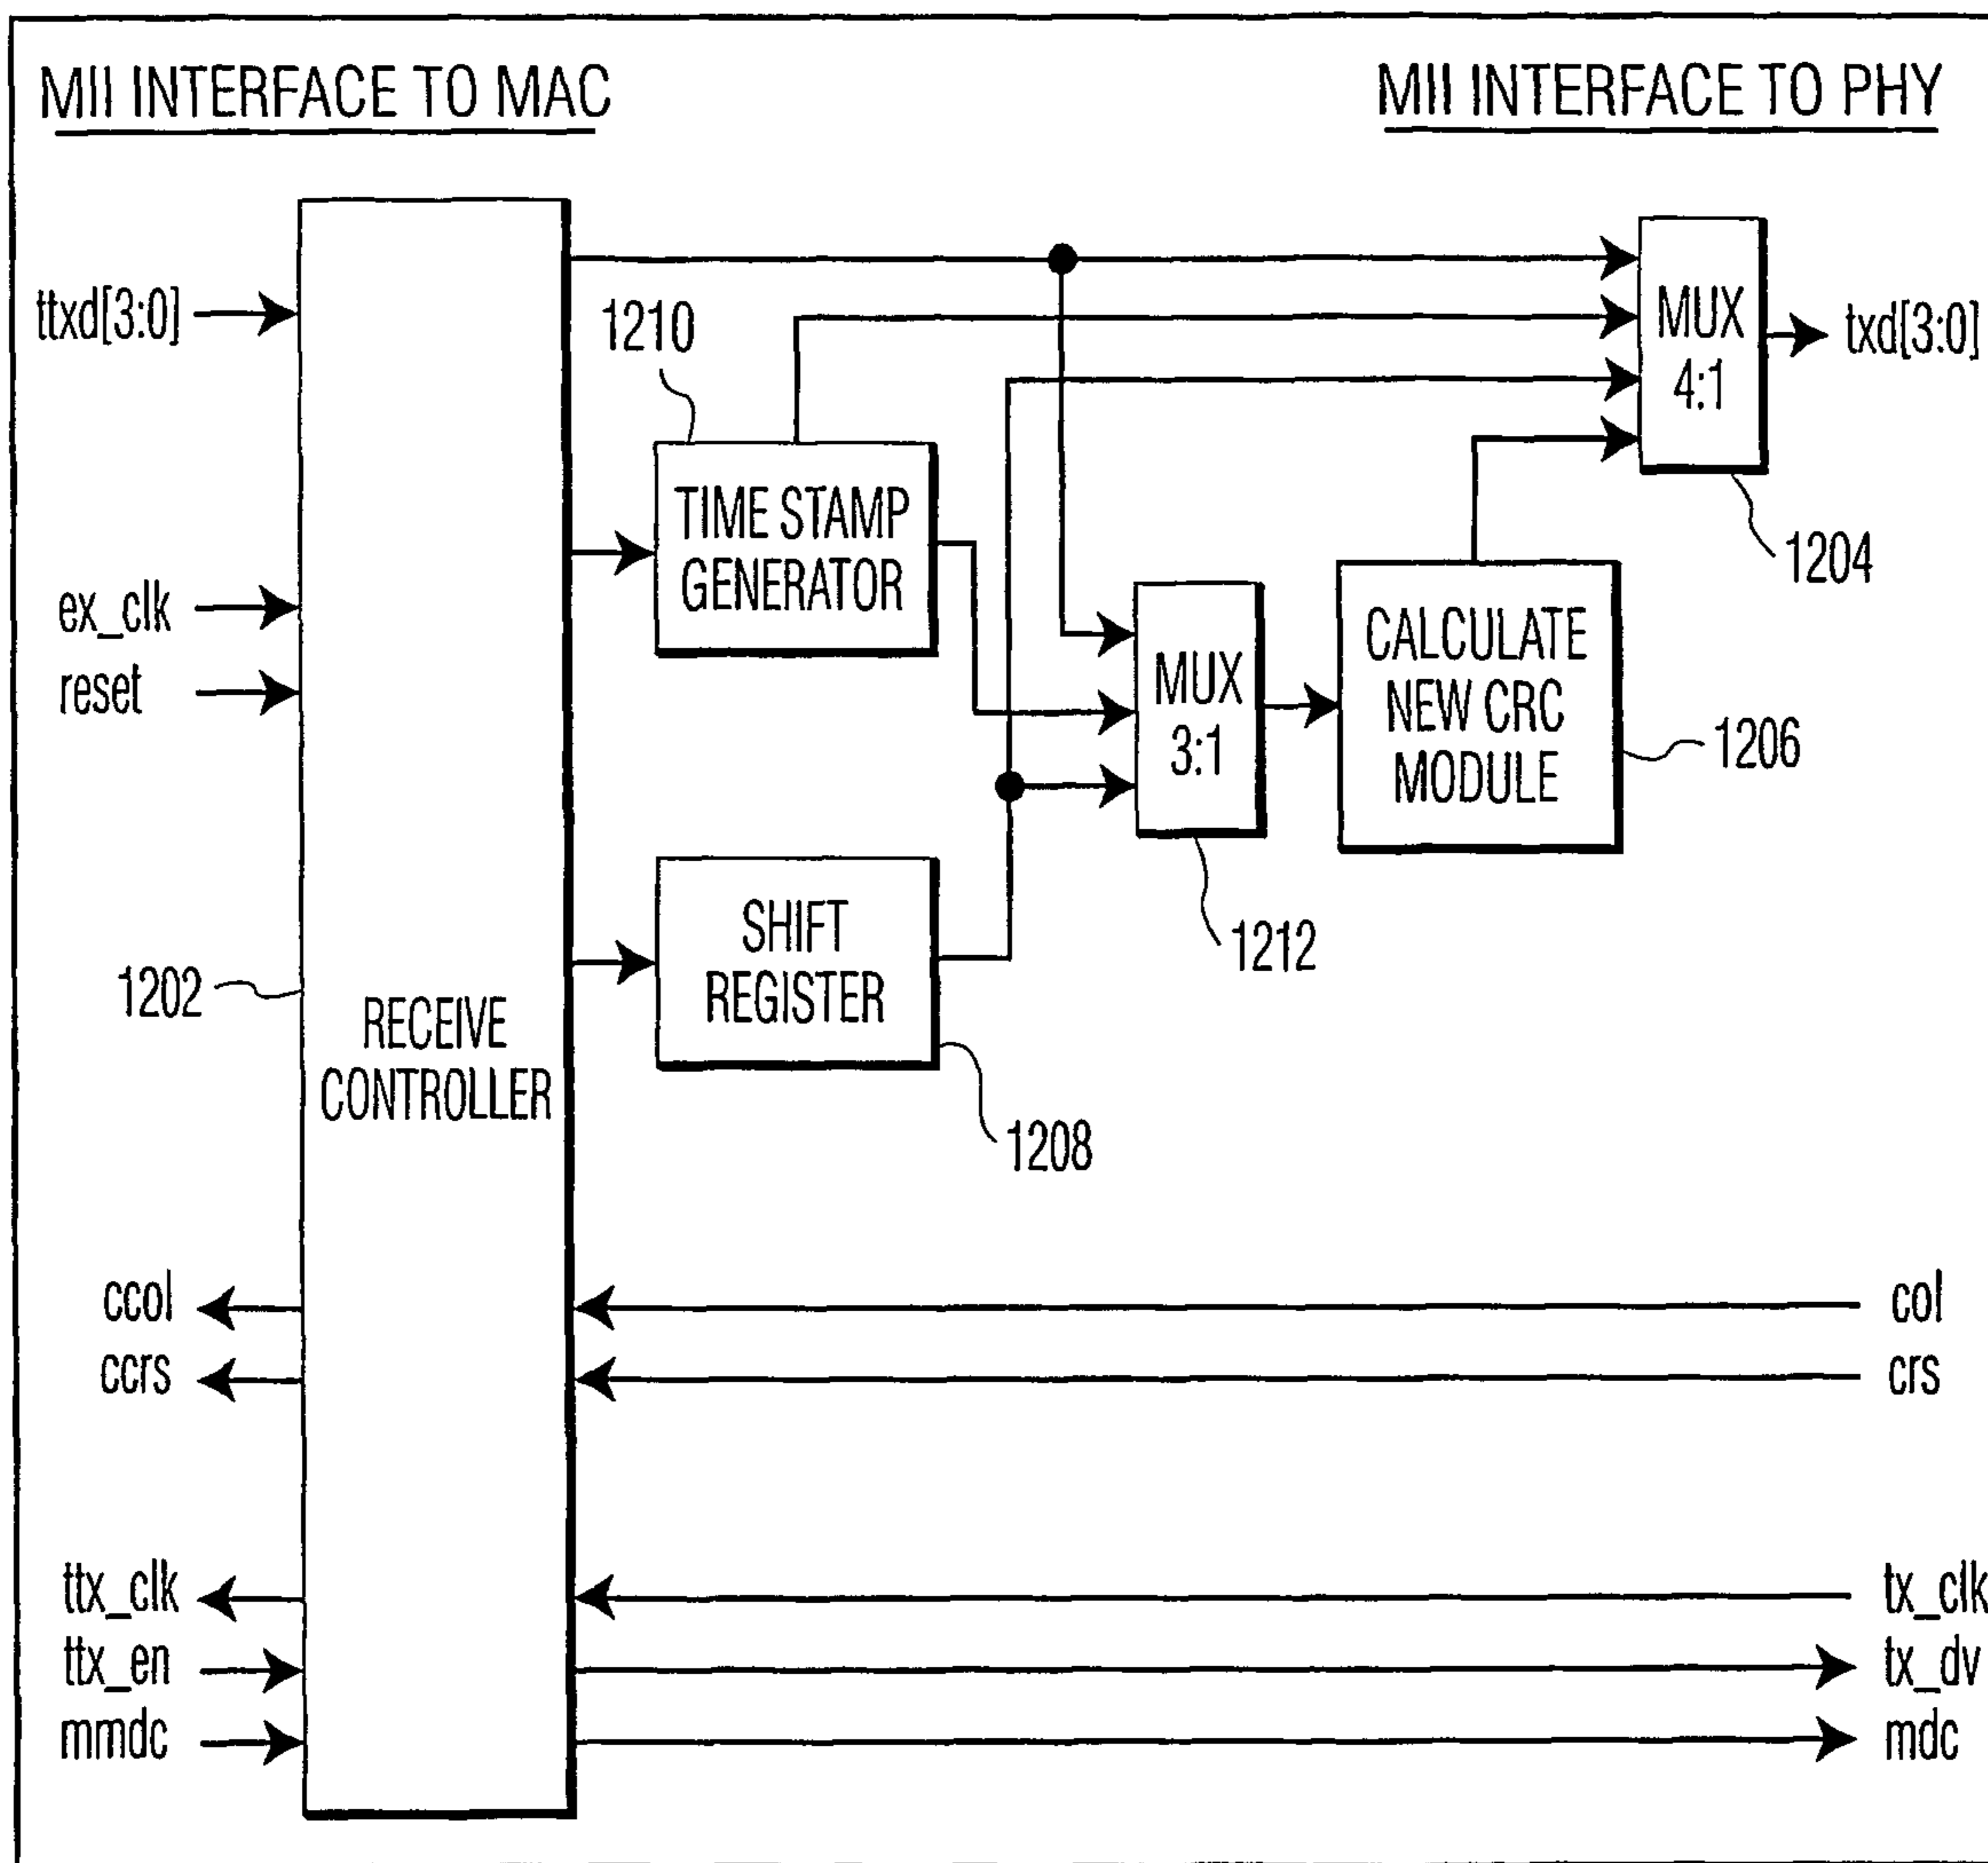 MII INTERFACE TO MAC
MII INTERFACE TO PHY
ttxd[3:0]
ex_clk
reset
1202
RECEIVE
CONTROLLER
1210
TIME STAMP
GENERATOR
SHIFT
REGISTER
1208
MUX
3:1
1212
CALCULATE
NEW CRC
MODULE
1206
MUX
4:1
1204
txd[3:0]
ccol
ccrs
ttx_clk
ttx_en
mmdc
col
crs
tx_clk
tx_dv
mdc